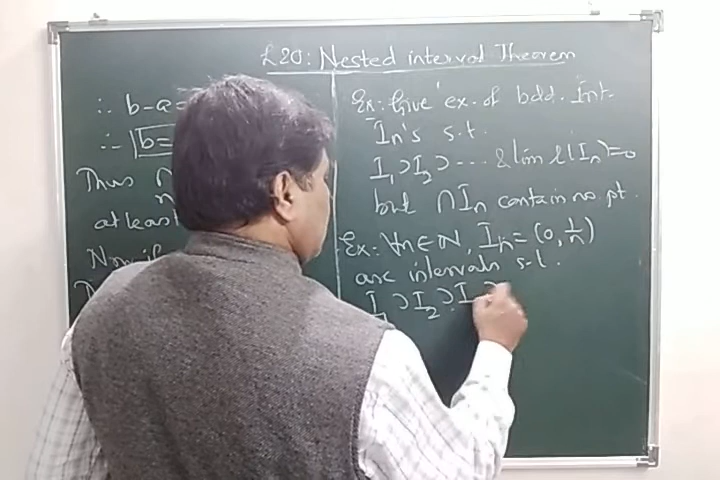 L20: Nested interval Theorem
∴ b-a=
∴ b=
Thus ∩
n
at least
Now if
Ex: Give ex. of bdd. Int.
In's s.t.
I₁ ⊃ I₂ ⊃ ... & lim l(In)=0
but ∩In contain no pt.
Ex: ∀n∈N, In = (0, 1/n)
are intervals s.t.
I₁ ⊃ I₂ ⊃ I